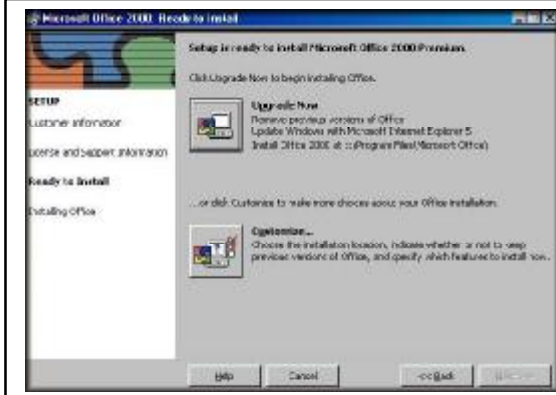 Microsoft Office 2000: Ready to Install
Setup is ready to install Microsoft Office 2000 Premium.
Click Upgrade Now to begin installing Office.
SETUP
Customer Information
License and Support Information
Ready to Install
Installing Office
Upgrade Now
Remove previous versions of Office
Update Windows with Microsoft Internet Explorer 5
Install Office 2000 at c:\Program Files\Microsoft Office\
...or click Customize to make more choices about your Office installation.
Customize...
Choose the installation location, indicate whether or not to keep
previous versions of Office, and specify which features to install now.
Help
Cancel
<< Back